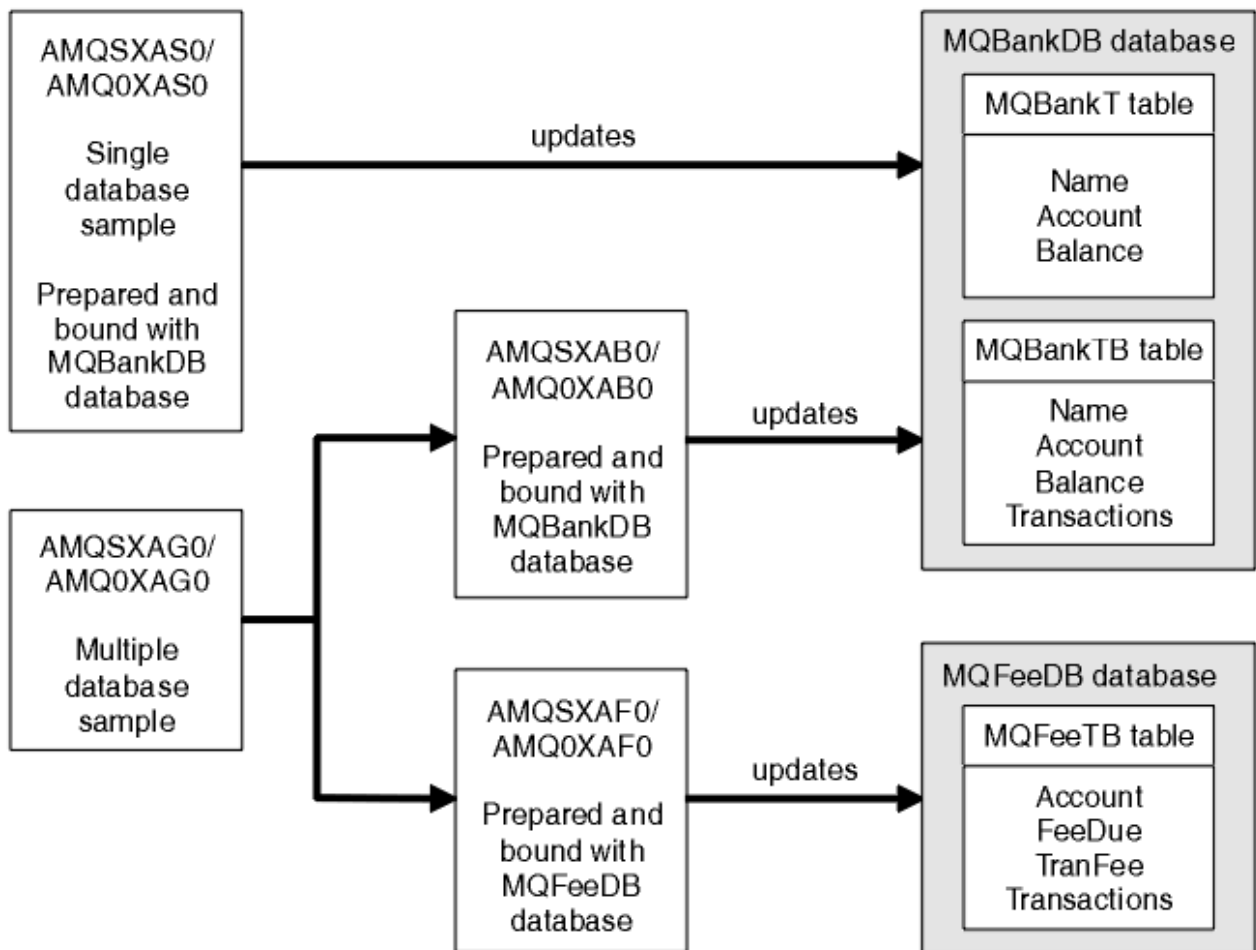 AMQSXAS0/
AMQ0XAS0
Single
database
sample
Prepared and
bound with
MQBankDB
database
updates
MQBankDB database
MQBankT table
Name
Account
Balance
MQBankTB table
Name
Account
Balance
Transactions
AMQSXAG0/
AMQ0XAG0
Multiple
database
sample
AMQSXAB0/
AMQ0XAB0
Prepared and
bound with
MQBankDB
database
updates
AMQSXAF0/
AMQ0XAF0
Prepared and
bound with
MQFeeDB
database
updates
MQFeeDB database
MQFeeTB table
Account
FeeDue
TranFee
Transactions